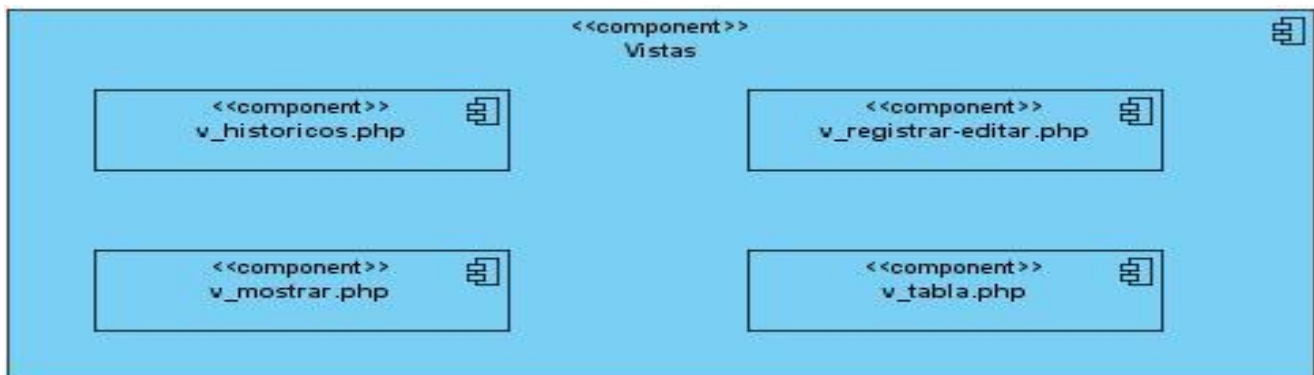 <<component>>
Vistas
<<component>>
v_historicos.php
<<component>>
v_registrar-editar.php
<<component>>
v_mostrar.php
<<component>>
v_tabla.php